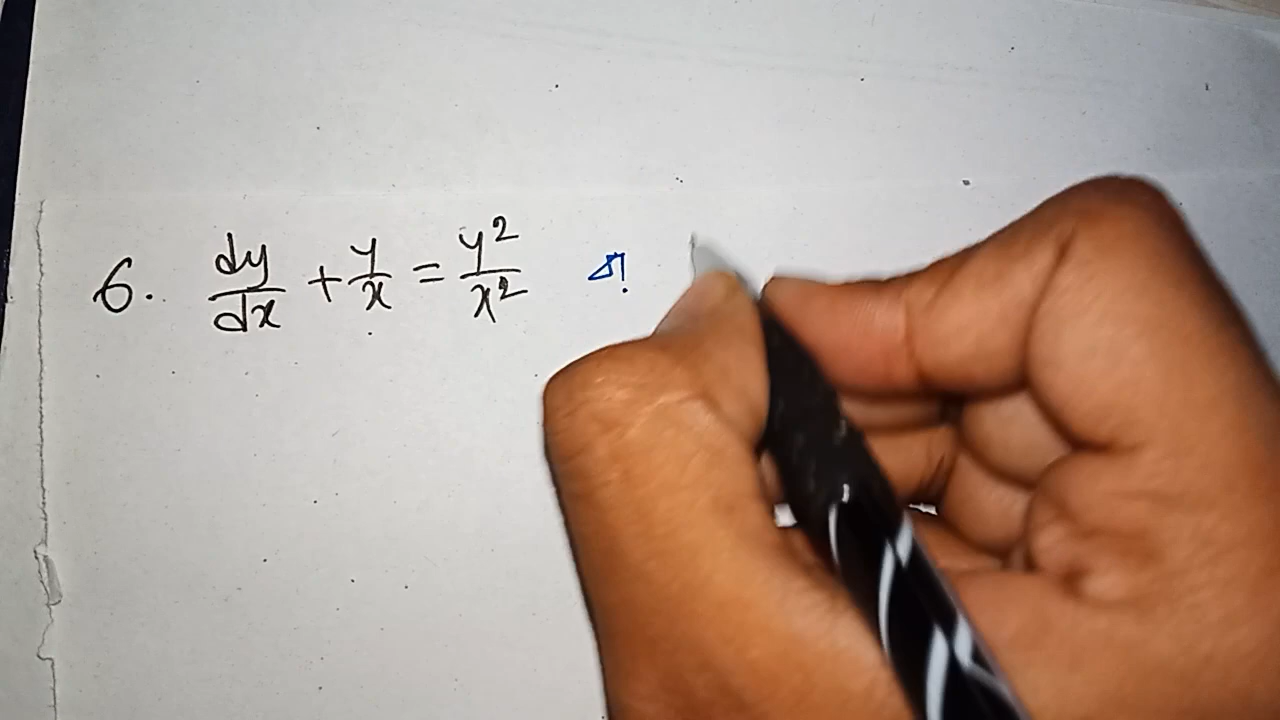 6. dy/dx + y/x = y²/x²